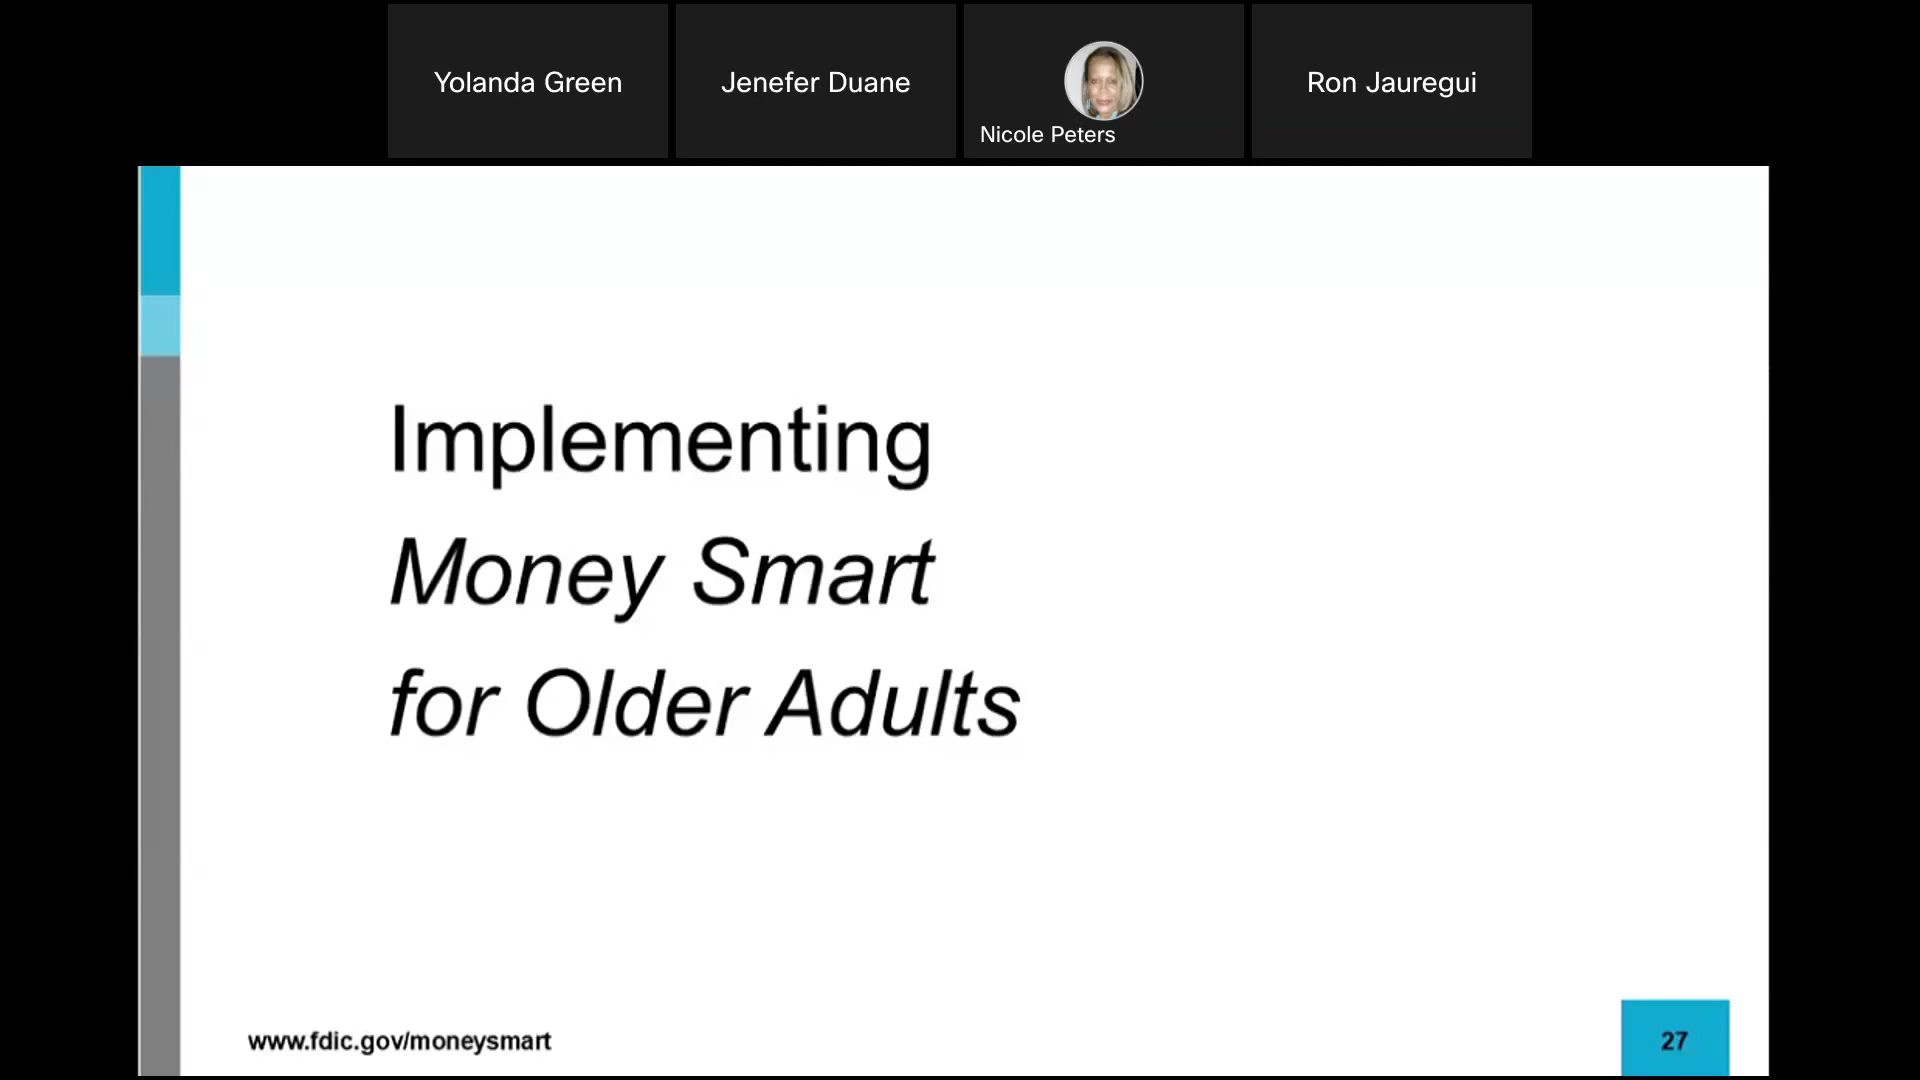 Yolanda Green
Jenefer Duane
Nicole Peters
Ron Jauregui
Implementing
Money Smart
for Older Adults
www.fdic.gov/moneysmart
27